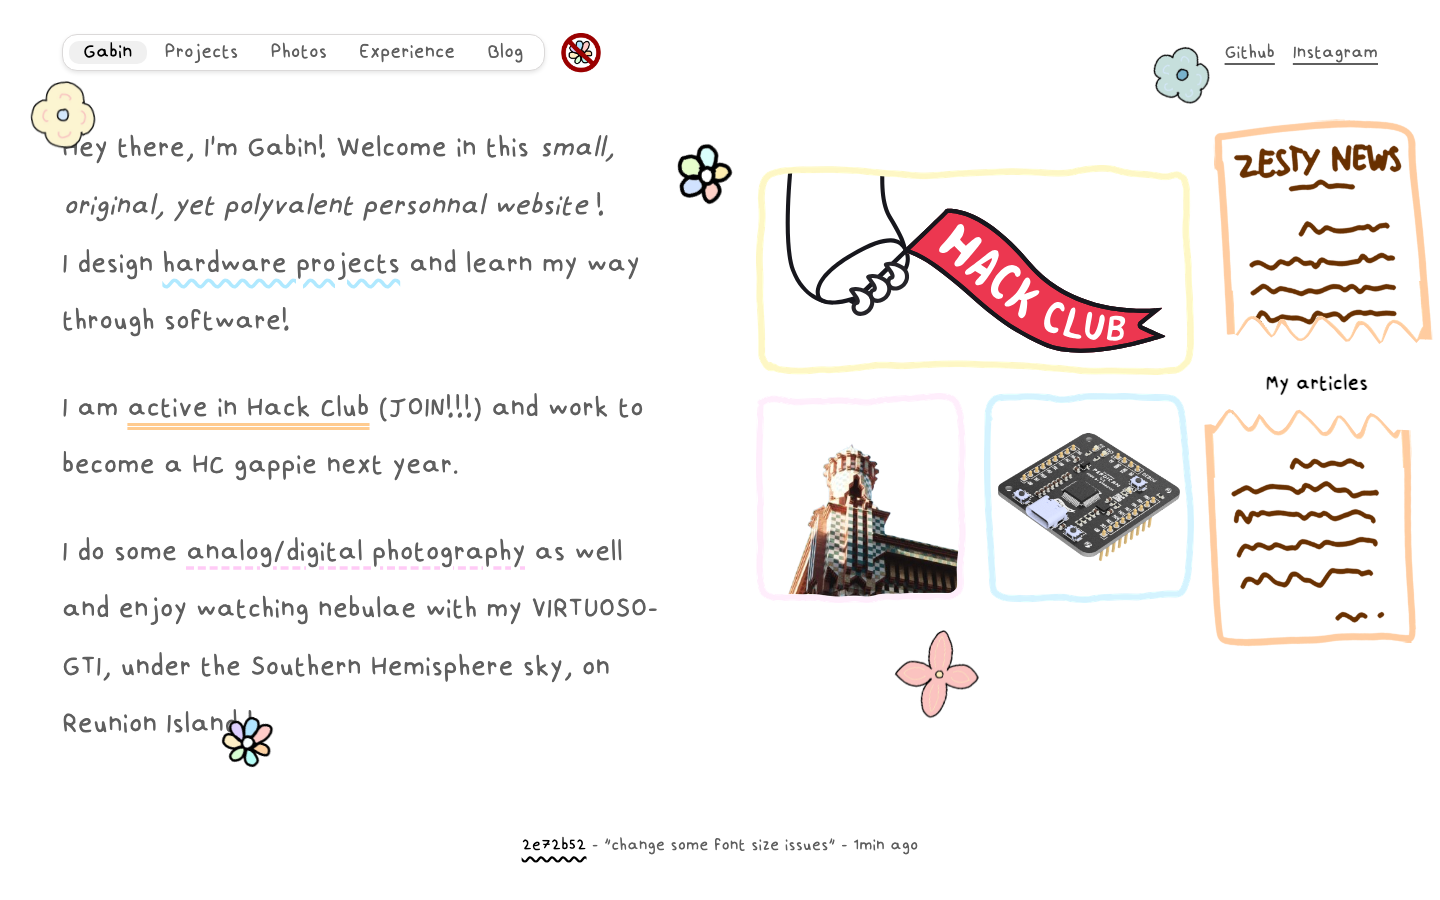 Gabin Projects Photos Experience Blog
Github Instagram
Hey there, I'm Gabin! Welcome in this small,
original, yet polyvalent personnal website !
I design hardware projects and learn my way
through software!
I am active in Hack Club (JOIN!!!) and work to
become a HC gappie next year.
I do some analog/digital photography as well
and enjoy watching nebulae with my VIRTUOSO-
GTI, under the Southern Hemisphere sky, on
Reunion Island!
HACK CLUB
ZESTY NEWS
My articles
2e72b52 - "change some font size issues" - 1min ago